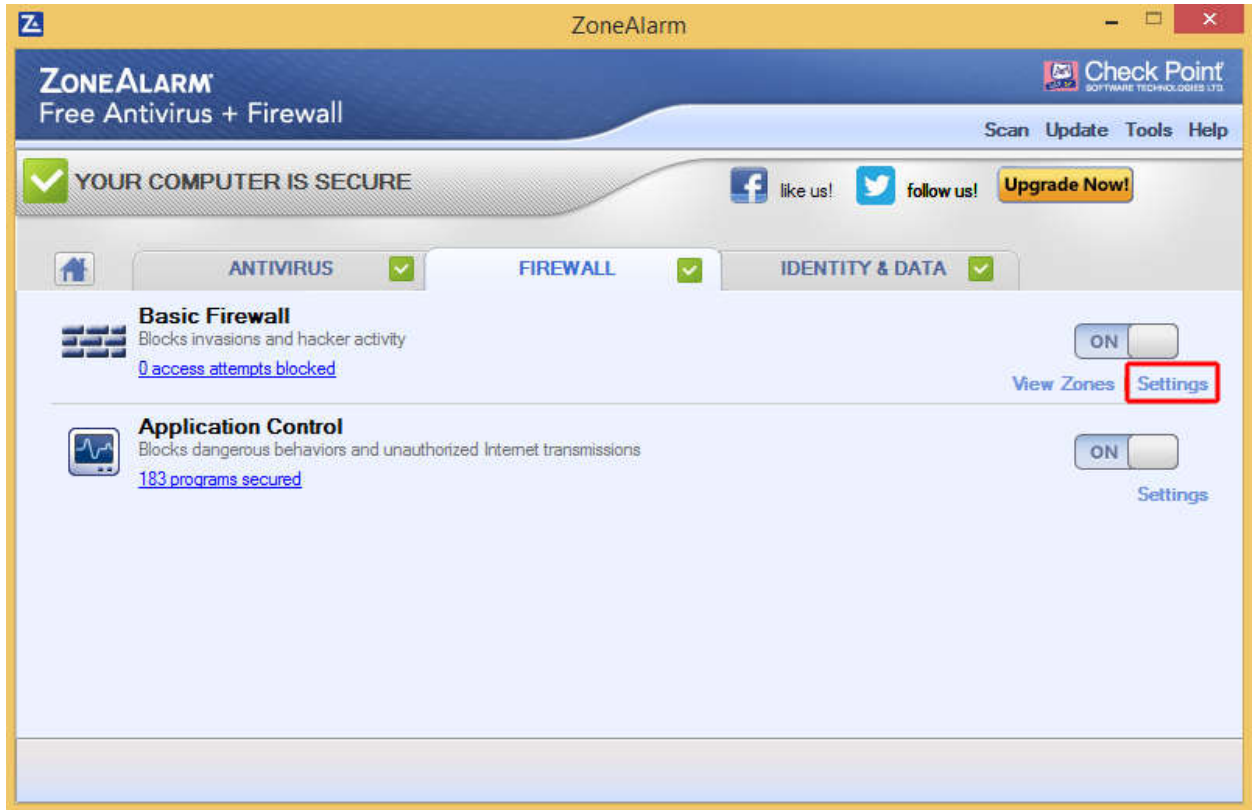 ZoneAlarm
ZONEALARM
Free Antivirus + Firewall
Check Point
SOFTWARE TECHNOLOGIES LTD.
Scan Update Tools Help
YOUR COMPUTER IS SECURE
like us! follow us! Upgrade Now!
ANTIVIRUS FIREWALL IDENTITY & DATA
Basic Firewall
Blocks invasions and hacker activity
0 access attempts blocked
ON
View Zones Settings
Application Control
Blocks dangerous behaviors and unauthorized Internet transmissions
183 programs secured
ON
Settings